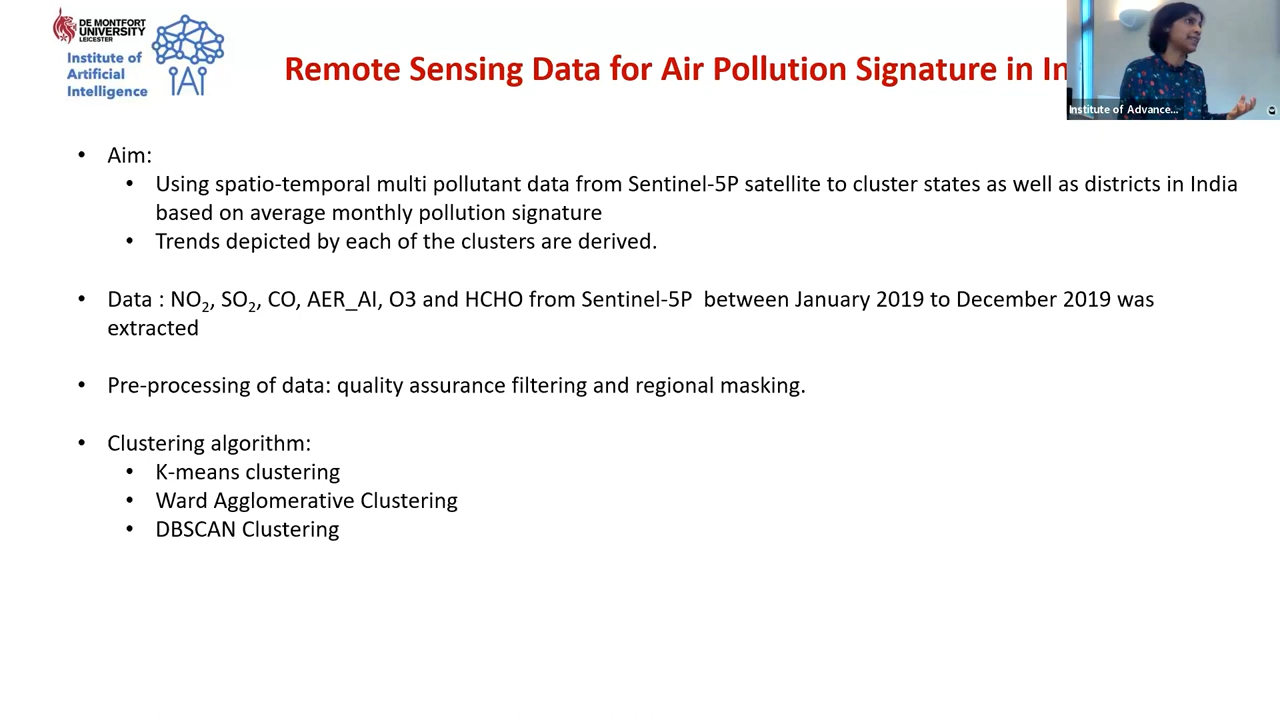 DE MONTFORT
UNIVERSITY
LEICESTER
Institute of
Artificial
Intelligence
IAI
Remote Sensing Data for Air Pollution Signature in In
Institute of Advance...
• Aim:
• Using spatio-temporal multi pollutant data from Sentinel-5P satellite to cluster states as well as districts in India
based on average monthly pollution signature
• Trends depicted by each of the clusters are derived.
• Data : NO₂, SO₂, CO, AER_AI, O3 and HCHO from Sentinel-5P between January 2019 to December 2019 was
extracted
• Pre-processing of data: quality assurance filtering and regional masking.
• Clustering algorithm:
• K-means clustering
• Ward Agglomerative Clustering
• DBSCAN Clustering